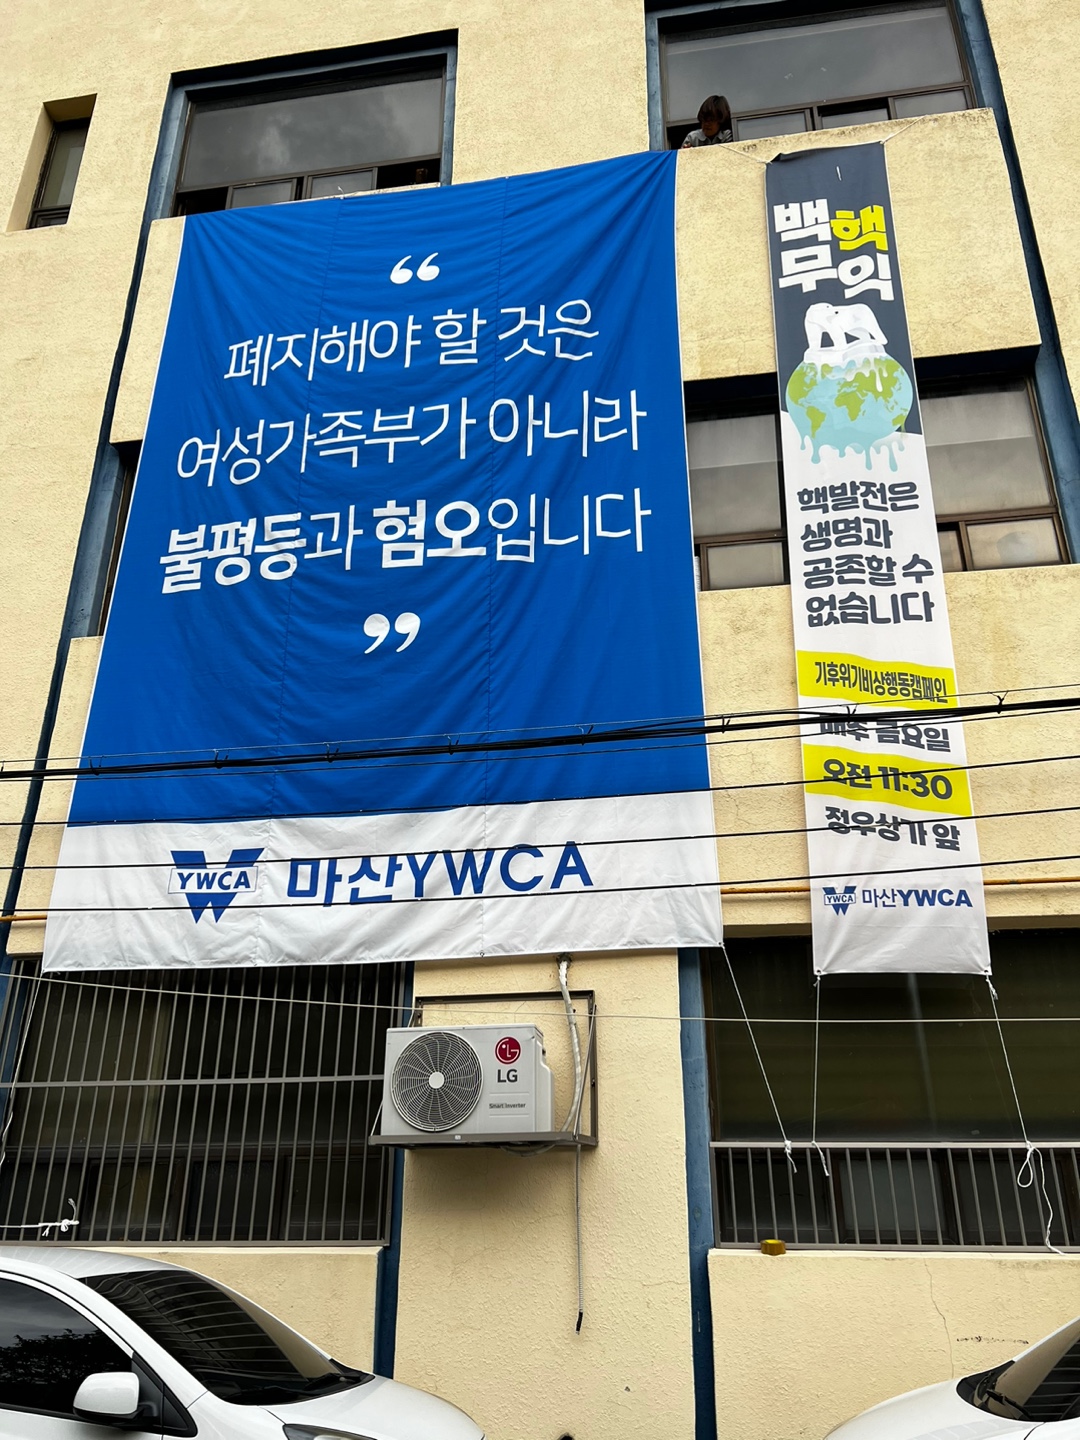 “
폐지해야 할 것은
여성가족부가 아니라
불평등과 혐오입니다
”
YWCA 마산YWCA
백핵
무익
핵발전은
생명과
공존할 수
없습니다
기후위기비상행동캠페인
매주 금요일
오전 11:30
정우상가 앞
YWCA 마산YWCA
LG
Smart Inverter